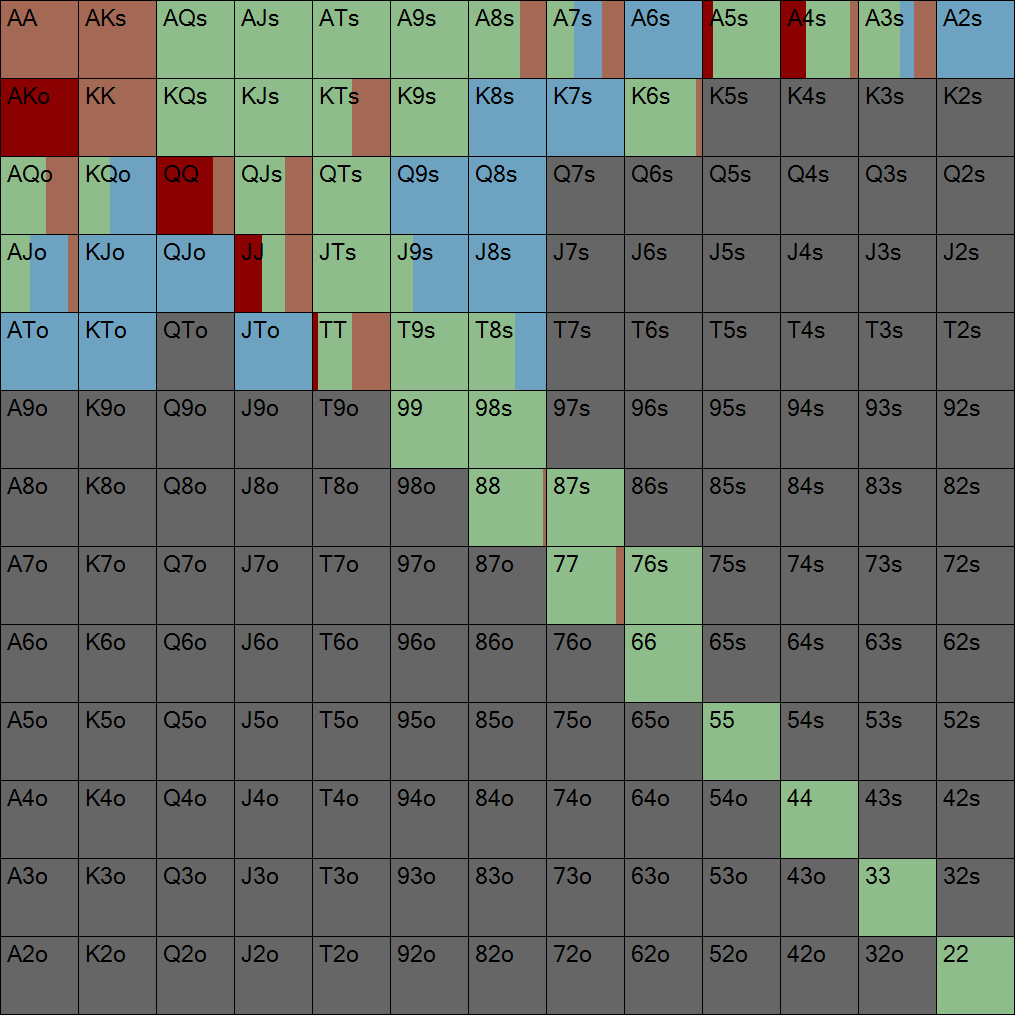 AA AKs AQs AJs ATs A9s A8s A7s A6s A5s A4s A3s A2s
AKo KK KQs KJs KTs K9s K8s K7s K6s K5s K4s K3s K2s
AQo KQo QQ QJs QTs Q9s Q8s Q7s Q6s Q5s Q4s Q3s Q2s
AJo KJo QJo JJ JTs J9s J8s J7s J6s J5s J4s J3s J2s
ATo KTo QTo JTo TT T9s T8s T7s T6s T5s T4s T3s T2s
A9o K9o Q9o J9o T9o 99 98s 97s 96s 95s 94s 93s 92s
A8o K8o Q8o J8o T8o 98o 88 87s 86s 85s 84s 83s 82s
A7o K7o Q7o J7o T7o 97o 87o 77 76s 75s 74s 73s 72s
A6o K6o Q6o J6o T6o 96o 86o 76o 66 65s 64s 63s 62s
A5o K5o Q5o J5o T5o 95o 85o 75o 65o 55 54s 53s 52s
A4o K4o Q4o J4o T4o 94o 84o 74o 64o 54o 44 43s 42s
A3o K3o Q3o J3o T3o 93o 83o 73o 63o 53o 43o 33 32s
A2o K2o Q2o J2o T2o 92o 82o 72o 62o 52o 42o 32o 22